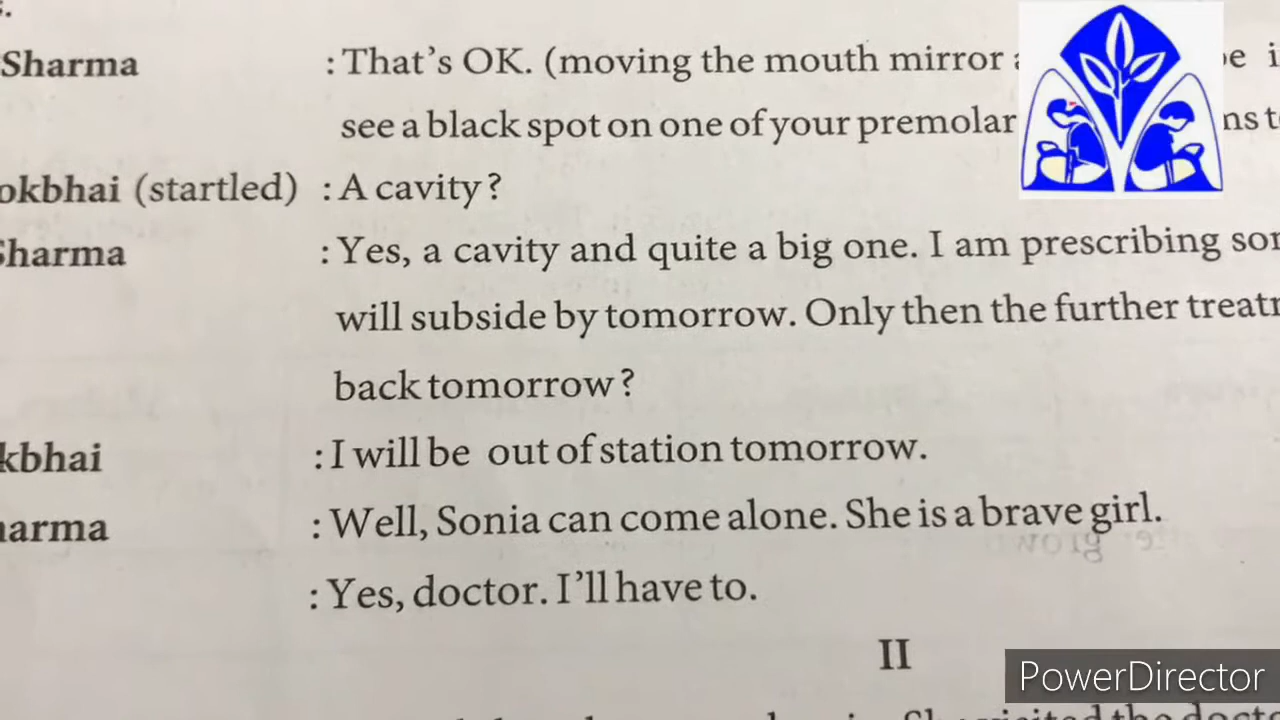 s.
Sharma : That's OK. (moving the mouth mirror
see a black spot on one of your premolar
okbhai (startled) : A cavity?
Sharma : Yes, a cavity and quite a big one. I am prescribing
will subside by tomorrow. Only then the further
back tomorrow?
kbhai : I will be out of station tomorrow.
harma : Well, Sonia can come alone. She is a brave girl.
: Yes, doctor. I'll have to.
II
PowerDirector